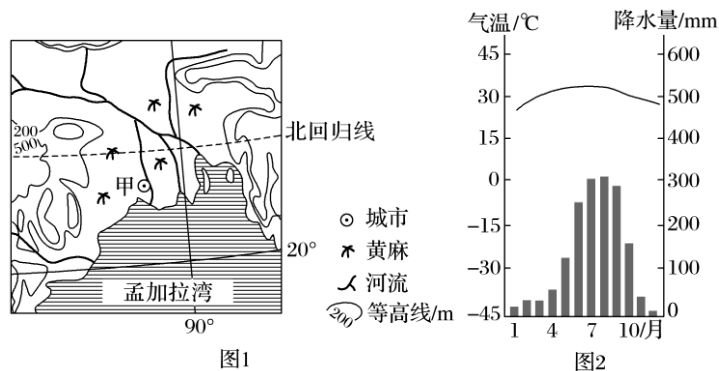 200
500
甲
北回归线
20°
孟加拉湾
90°
城市
黄麻
河流
200 等高线/m
图1
气温/℃ 降水量/mm
45 600
30 500
15 400
0 300
-15 200
-30 100
-45 0
1 4 7 10/月
图2